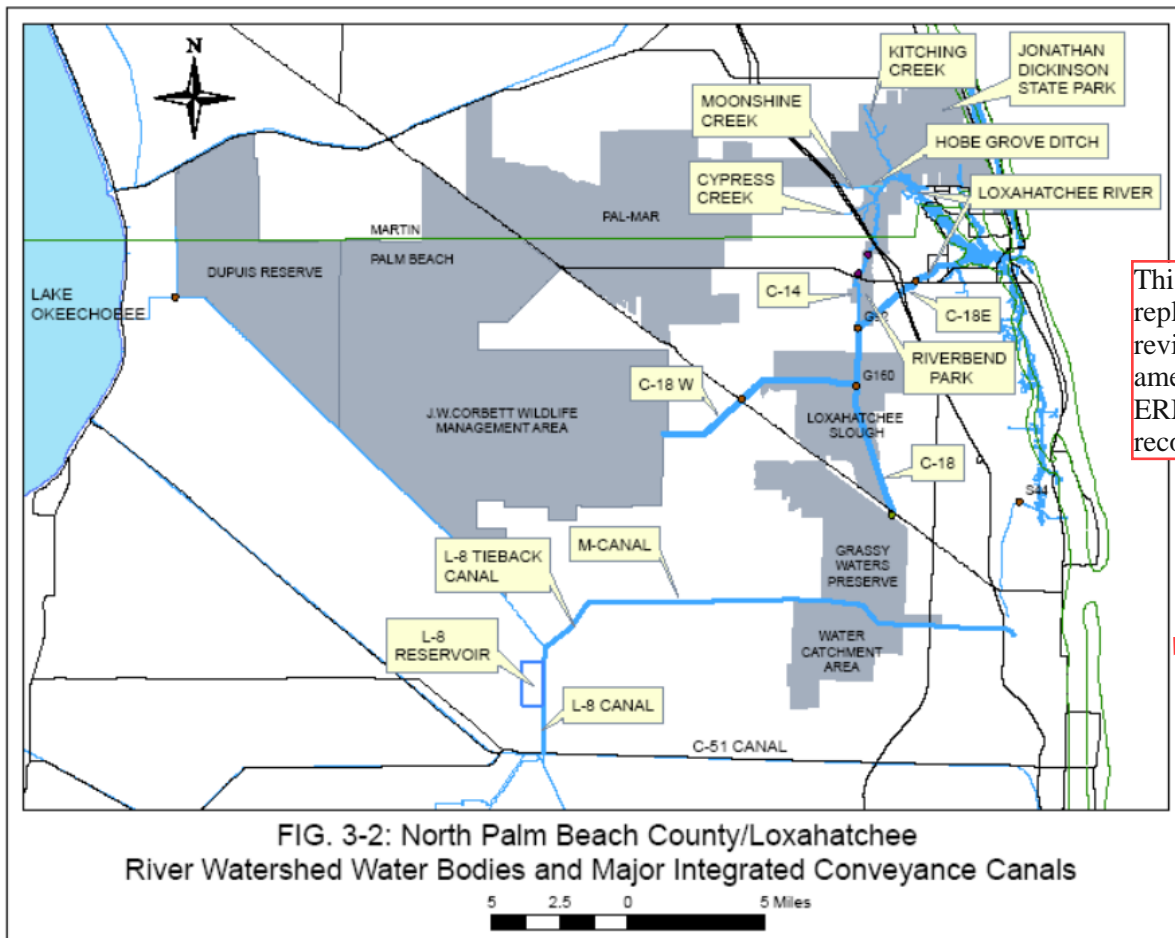 N
KITCHING
CREEK
JONATHAN
DICKINSON
STATE PARK
MOONSHINE
CREEK
HOBE GROVE DITCH
CYPRESS
CREEK
LOXAHATCHEE RIVER
PAL-MAR
MARTIN
PALM BEACH
DUPUIS RESERVE
LAKE
OKEECHOBEE
C-14
C-18E
G92
RIVERBEND
PARK
C-18 W
G160
J.W.CORBETT WILDLIFE
MANAGEMENT AREA
LOXAHATCHEE
SLOUGH
C-18
S44
M-CANAL
L-8 TIEBACK
CANAL
GRASSY
WATERS
PRESERVE
L-8
RESERVOIR
WATER
CATCHMENT
AREA
L-8 CANAL
C-51 CANAL
FIG. 3-2: North Palm Beach County/Loxahatchee
River Watershed Water Bodies and Major Integrated Conveyance Canals
5 2.5 0 5 Miles